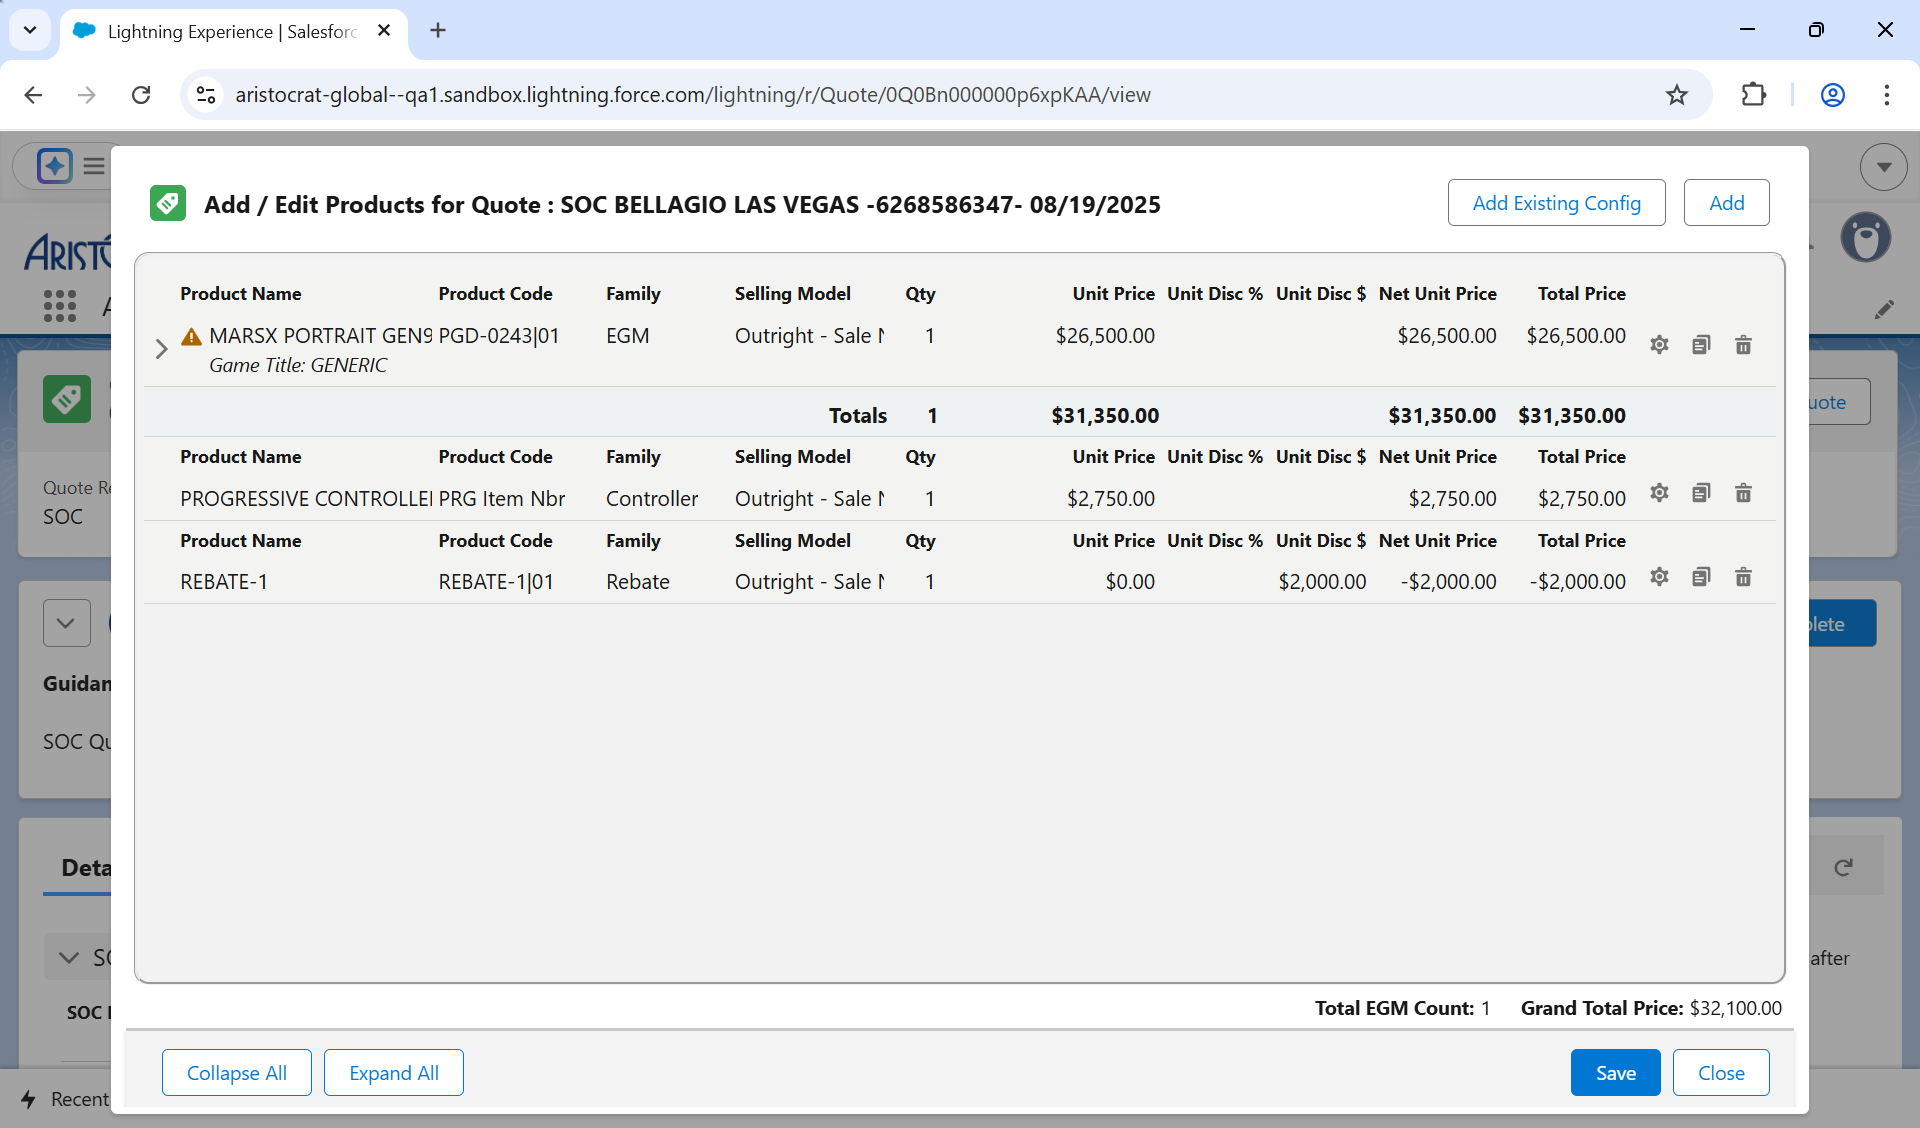 Lightning Experience | Salesforc
aristocrat-global--qa1.sandbox.lightning.force.com/lightning/r/Quote/0Q0Bn000000p6xpKAA/view
Add / Edit Products for Quote : SOC BELLAGIO LAS VEGAS -6268586347- 08/19/2025
Add Existing Config
Add
Product Name Product Code Family Selling Model Qty Unit Price Unit Disc % Unit Disc $ Net Unit Price Total Price
MARSX PORTRAIT GEN9 PGD-0243|01 EGM Outright - Sale N 1 $26,500.00 $26,500.00 $26,500.00
Game Title: GENERIC
Totals 1 $31,350.00 $31,350.00 $31,350.00
Product Name Product Code Family Selling Model Qty Unit Price Unit Disc % Unit Disc $ Net Unit Price Total Price
PROGRESSIVE CONTROLLE PRG Item Nbr Controller Outright - Sale N 1 $2,750.00 $2,750.00 $2,750.00
Product Name Product Code Family Selling Model Qty Unit Price Unit Disc % Unit Disc $ Net Unit Price Total Price
REBATE-1 REBATE-1|01 Rebate Outright - Sale N 1 $0.00 $2,000.00 -$2,000.00 -$2,000.00
Total EGM Count: 1 Grand Total Price: $32,100.00
Collapse All
Expand All
Save
Close
ARISTO
uote
Quote Re
SOC
lete
Guidan
SOC Qu
Deta
SO
after
SOC I
Recent